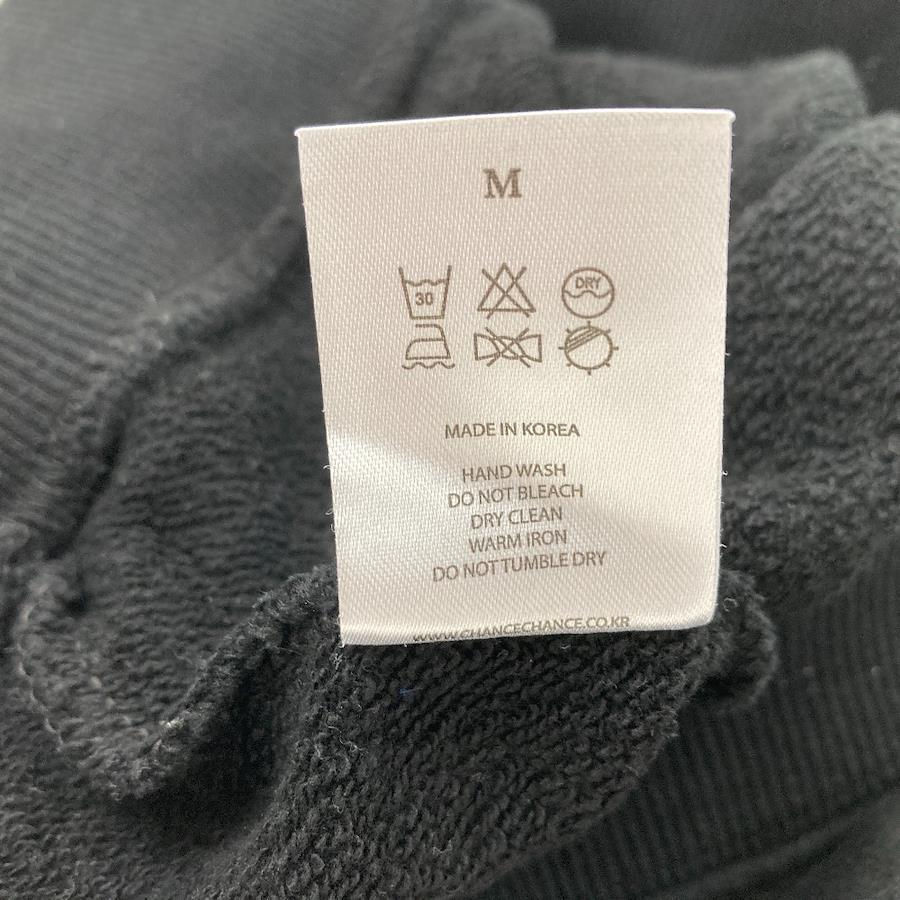 M
30
DRY
MADE IN KOREA
HAND WASH
DO NOT BLEACH
DRY CLEAN
WARM IRON
DO NOT TUMBLE DRY
WWW.CHANCECHANCE.CO.KR